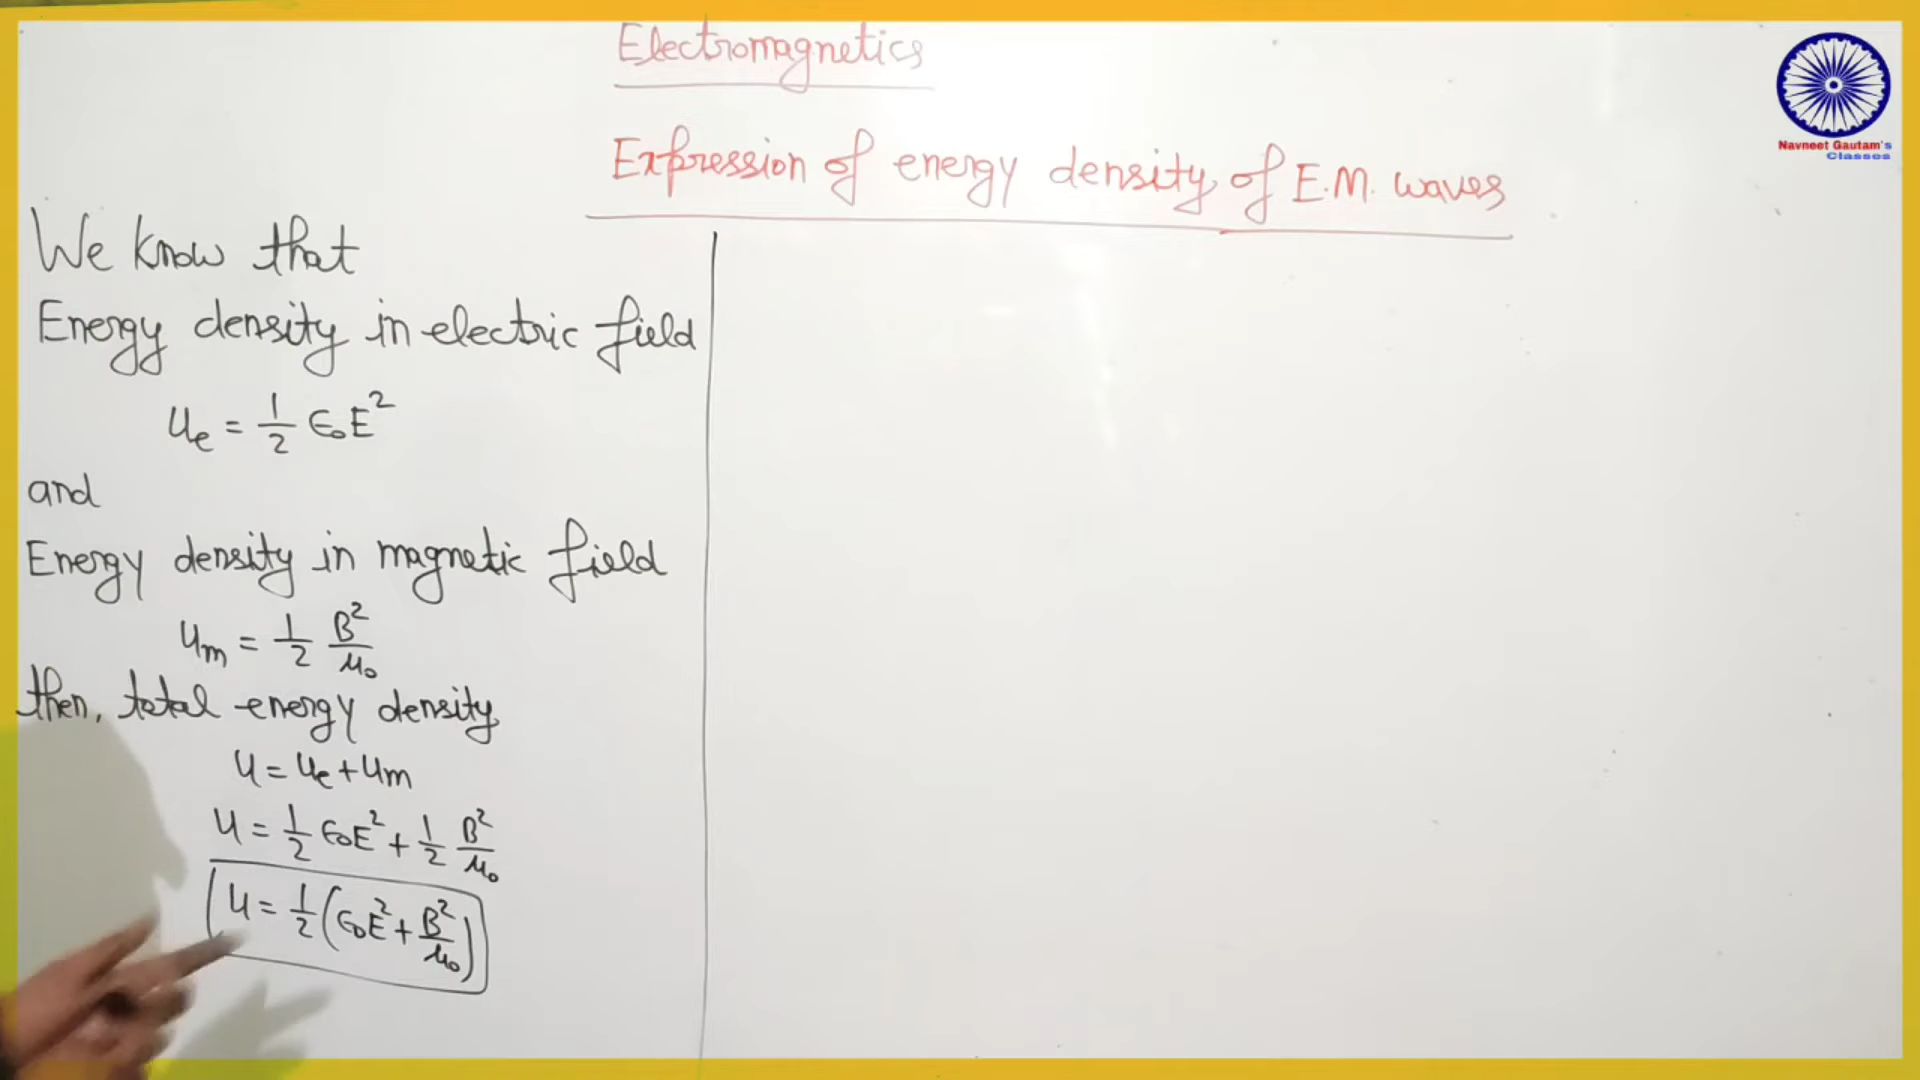 Electromagnetics
Expression of energy density of E.M. waves
Navneet Gautam's
Classes
We know that
Energy density in electric field
Ue = 1/2 ϵ₀E²
and
Energy density in magnetic field
Um = 1/2 B²/μ₀
then, total energy density
U = Ue + Um
U = 1/2 ϵ₀E² + 1/2 B²/μ₀
U = 1/2 (ϵ₀E² + B²/μ₀)